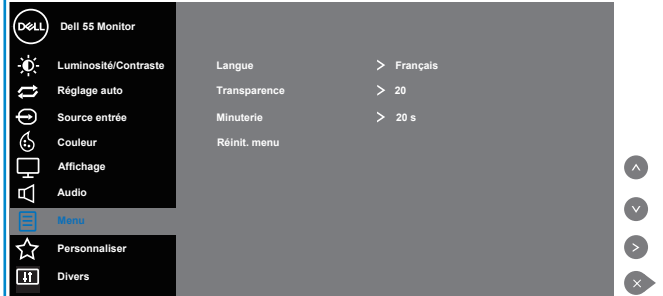 DELL
Dell 55 Monitor
Luminosité/Contraste
Réglage auto
Source entrée
Couleur
Affichage
Audio
Menu
Personnaliser
Divers
Langue > Français
Transparence > 20
Minuterie > 20 s
Réinit. menu